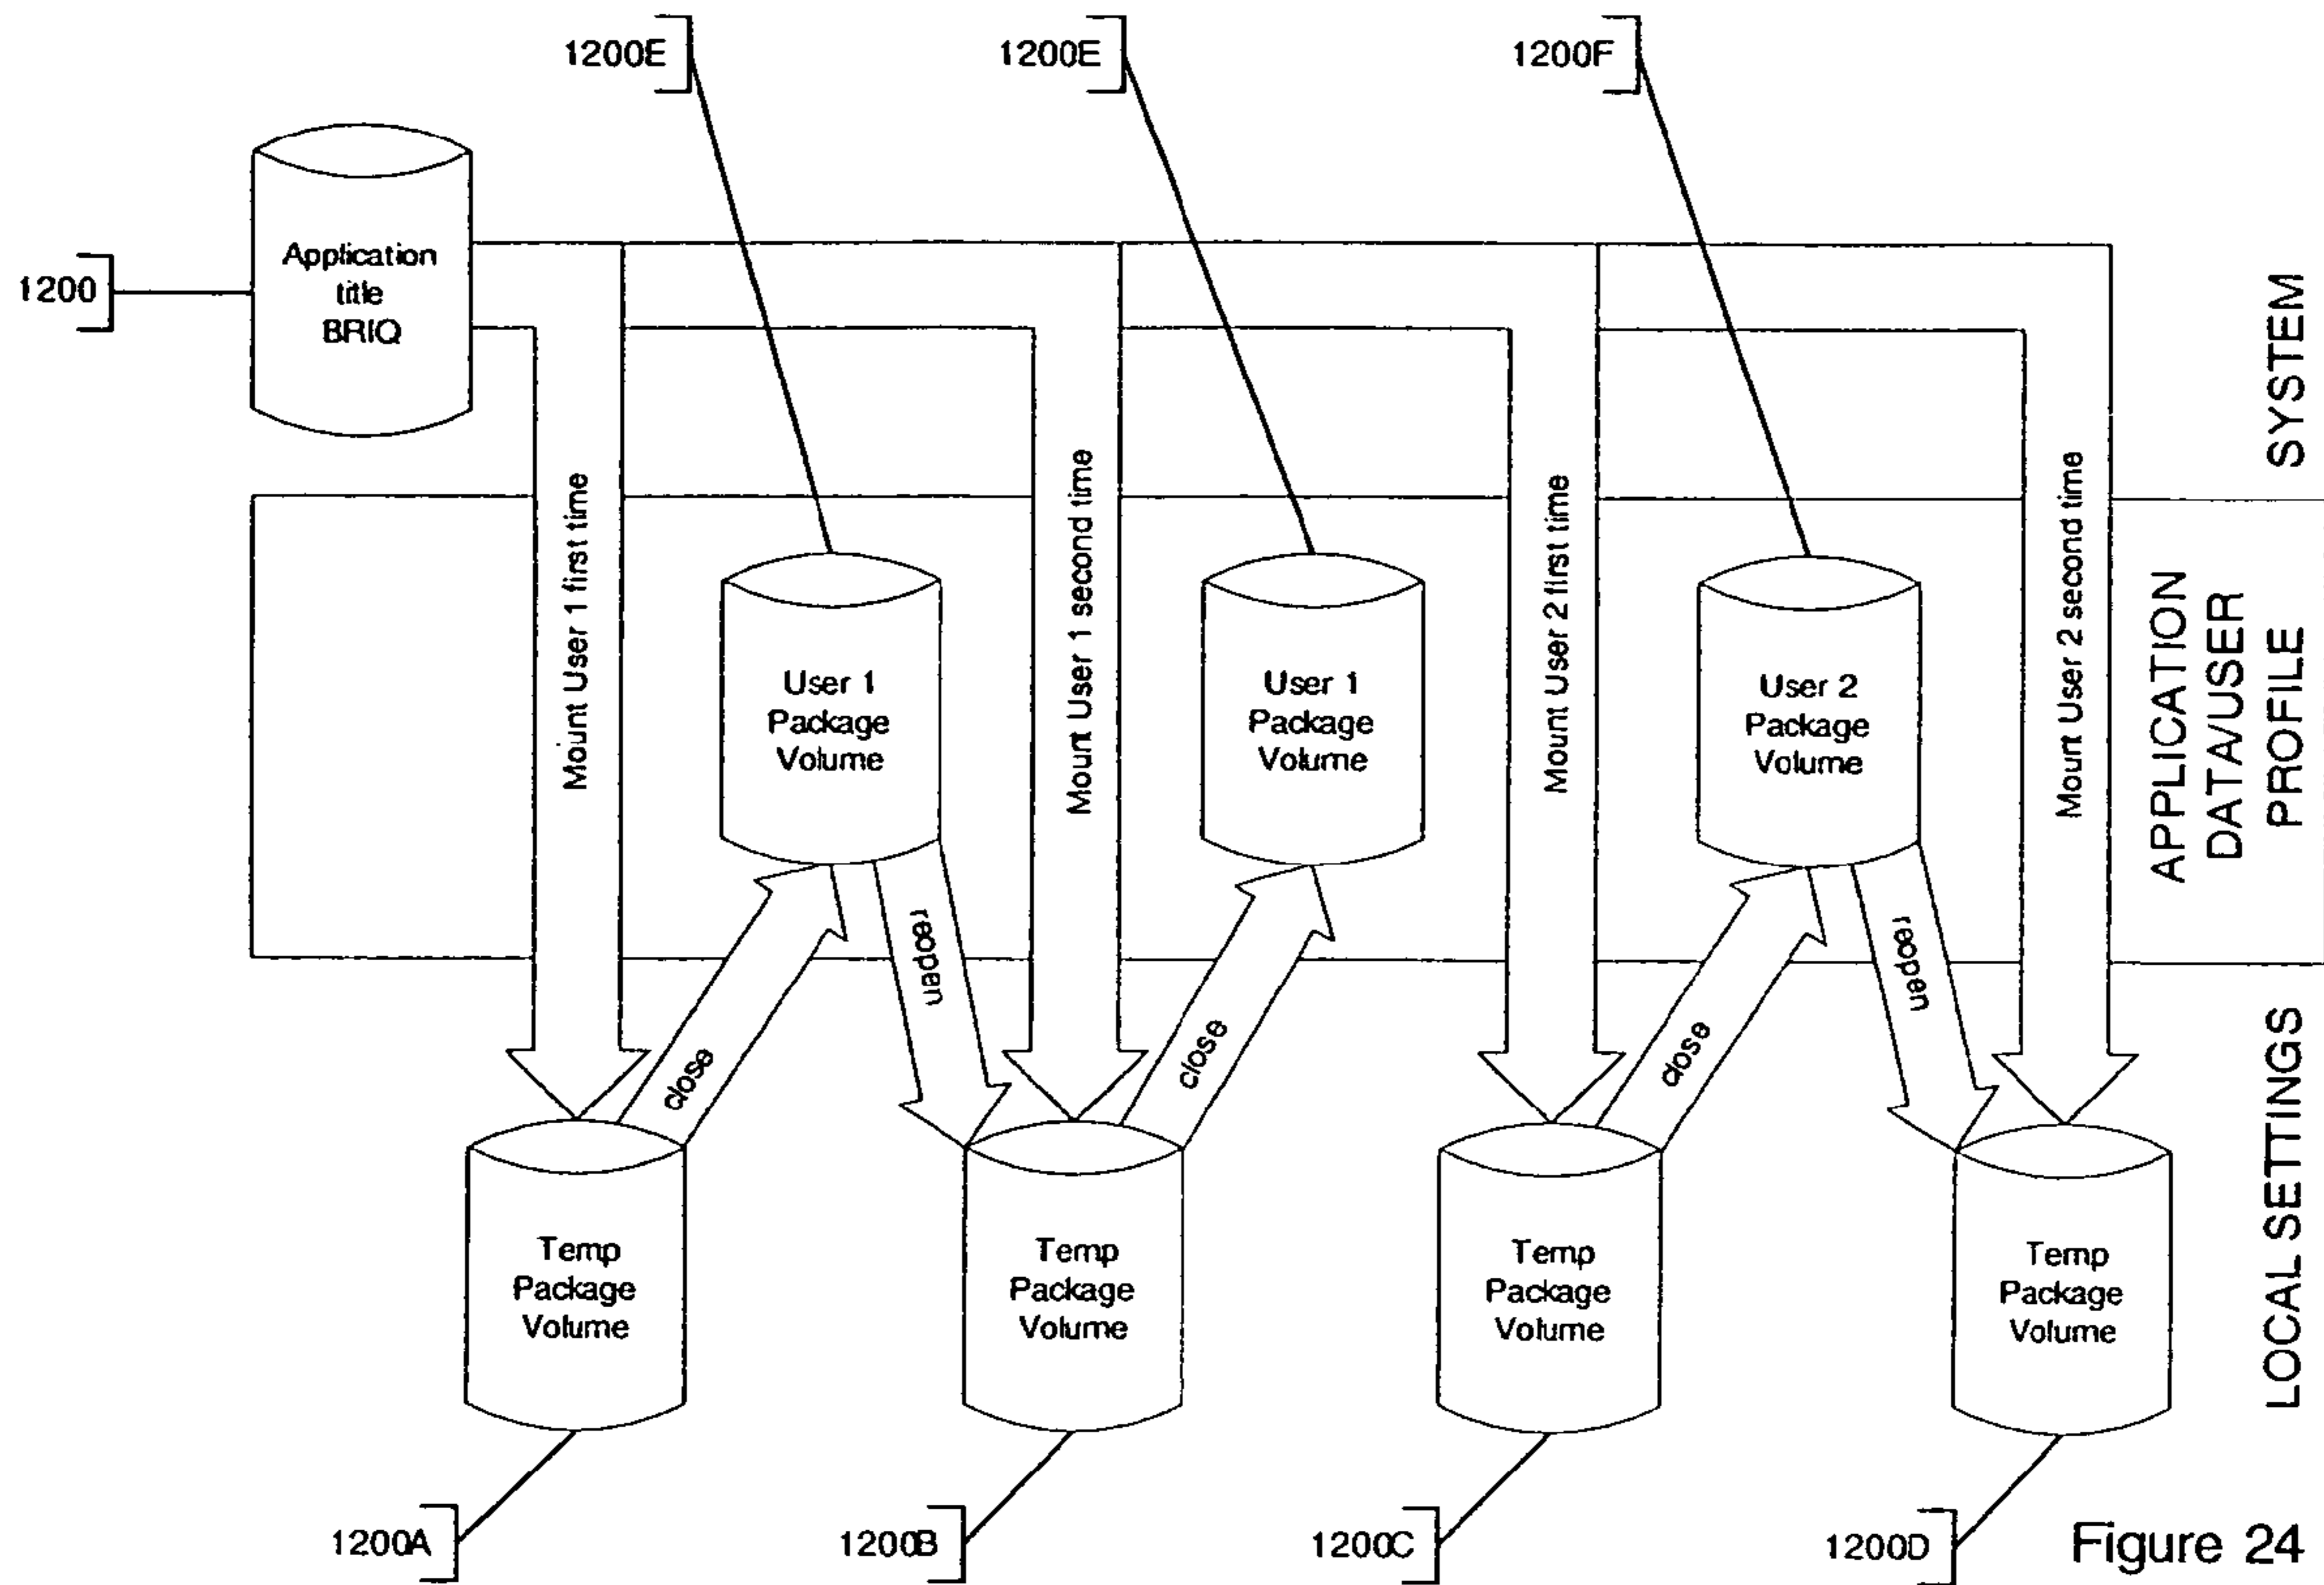 1200E
1200E
1200F
1200
Application
title
BRIQ
SYSTEM
Mount User 1 first time
Mount User 1 second time
Mount User 2 first time
Mount User 2 second time
User 1
Package
Volume
User 1
Package
Volume
User 2
Package
Volume
APPLICATION
DATA/USER
PROFILE
close
reopen
close
close
reopen
Temp
Package
Volume
Temp
Package
Volume
Temp
Package
Volume
Temp
Package
Volume
LOCAL SETTINGS
1200A
1200B
1200C
1200D
Figure 24